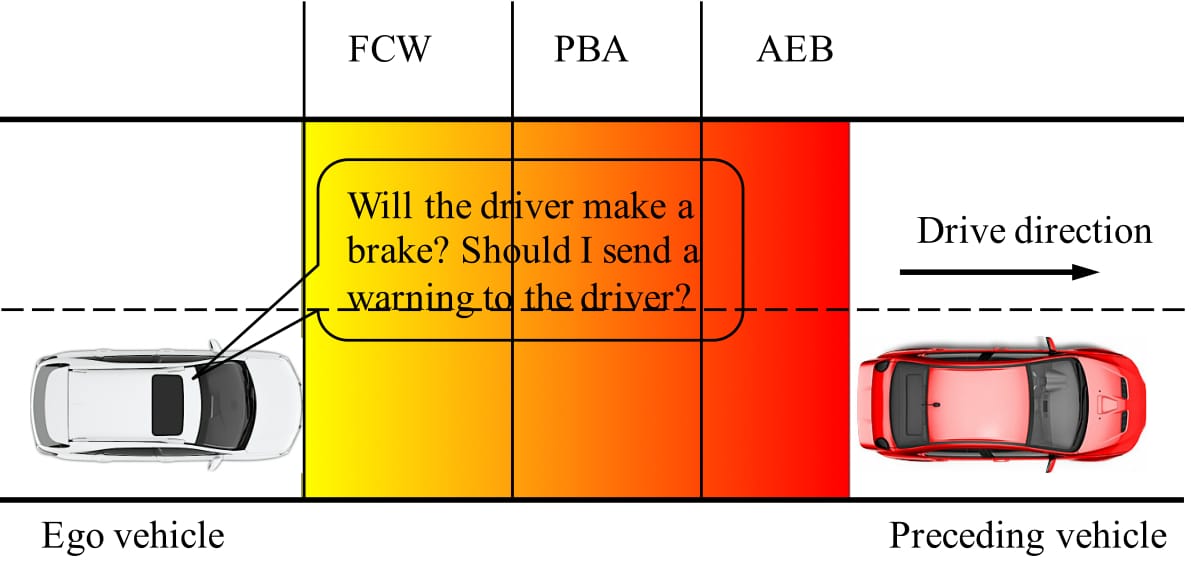 FCW
PBA
AEB
Will the driver make a
brake? Should I send a
warning to the driver?
Drive direction
Ego vehicle
Preceding vehicle